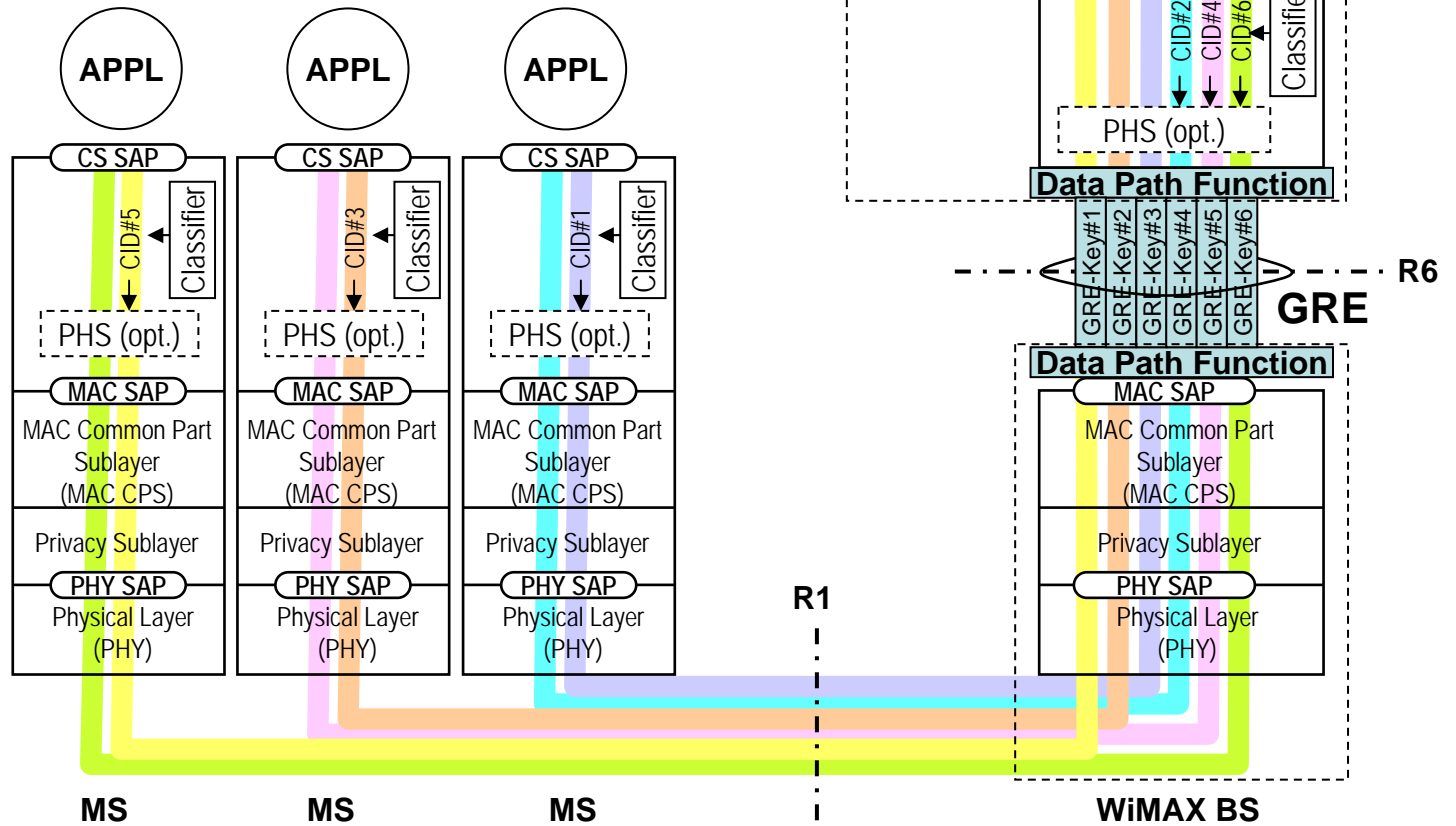 APPL
APPL
APPL
CS SAP
CS SAP
CS SAP
CID#5
Classifier
CID#3
Classifier
CID#1
Classifier
PHS (opt.)
PHS (opt.)
PHS (opt.)
MAC SAP
MAC SAP
MAC SAP
MAC Common Part
Sublayer
(MAC CPS)
MAC Common Part
Sublayer
(MAC CPS)
MAC Common Part
Sublayer
(MAC CPS)
Privacy Sublayer
Privacy Sublayer
Privacy Sublayer
PHY SAP
PHY SAP
PHY SAP
Physical Layer
(PHY)
Physical Layer
(PHY)
Physical Layer
(PHY)
MS
MS
MS
R1
CID#2
CID#4
CID#6
Classifier
PHS (opt.)
Data Path Function
GRE-Key#1
GRE-Key#2
GRE-Key#3
GRE-Key#4
GRE-Key#5
GRE-Key#6
R6
GRE
Data Path Function
MAC SAP
MAC Common Part
Sublayer
(MAC CPS)
Privacy Sublayer
PHY SAP
Physical Layer
(PHY)
WiMAX BS